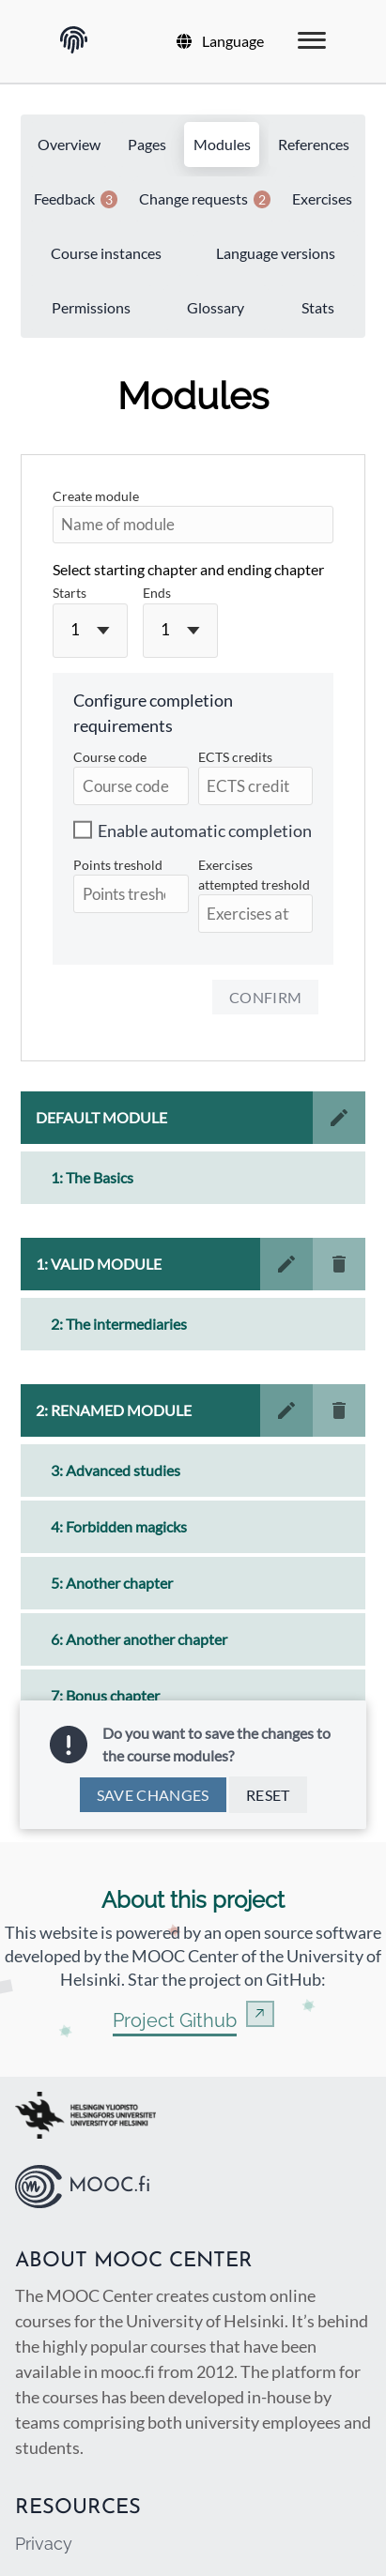 Language
Overview Pages Modules References
Feedback 3 Change requests 2 Exercises
Course instances Language versions
Permissions Glossary Stats
Modules
Create module
Name of module
Select starting chapter and ending chapter
Starts Ends
1 1
Configure completion
requirements
Course code ECTS credits
Course code ECTS credit
Enable automatic completion
Points treshold Exercises
attempted treshold
Points tresho Exercises at
CONFIRM
DEFAULT MODULE
1: The Basics
1: VALID MODULE
2: The intermediaries
2: RENAMED MODULE
3: Advanced studies
4: Forbidden magicks
5: Another chapter
6: Another another chapter
7: Bonus chapter
Do you want to save the changes to
the course modules?
SAVE CHANGES RESET
About this project
This website is powered by an open source software
developed by the MOOC Center of the University of
Helsinki. Star the project on GitHub:
Project Github
HELSINGIN YLIOPISTO
HELSINGFORS UNIVERSITET
UNIVERSITY OF HELSINKI
MOOC.fi
ABOUT MOOC CENTER
The MOOC Center creates custom online
courses for the University of Helsinki. It’s behind
the highly popular courses that have been
available in mooc.fi from 2012. The platform for
the courses has been developed in-house by
teams comprising both university employees and
students.
RESOURCES
Privacy